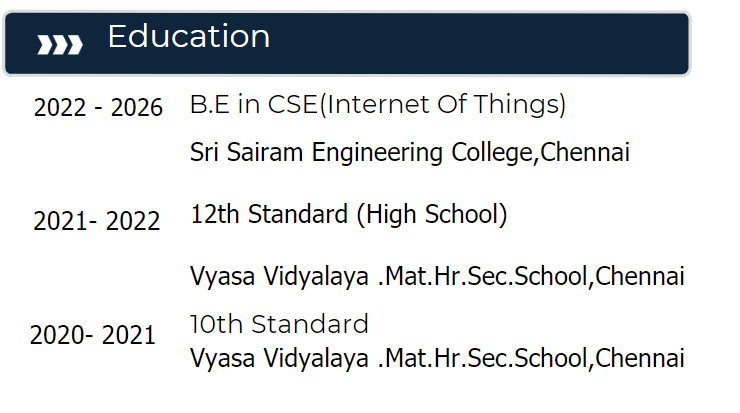 Education
2022 - 2026 B.E in CSE(Internet Of Things)
Sri Sairam Engineering College,Chennai
2021- 2022 12th Standard (High School)
Vyasa Vidyalaya .Mat.Hr.Sec.School,Chennai
2020- 2021 10th Standard
Vyasa Vidyalaya .Mat.Hr.Sec.School,Chennai